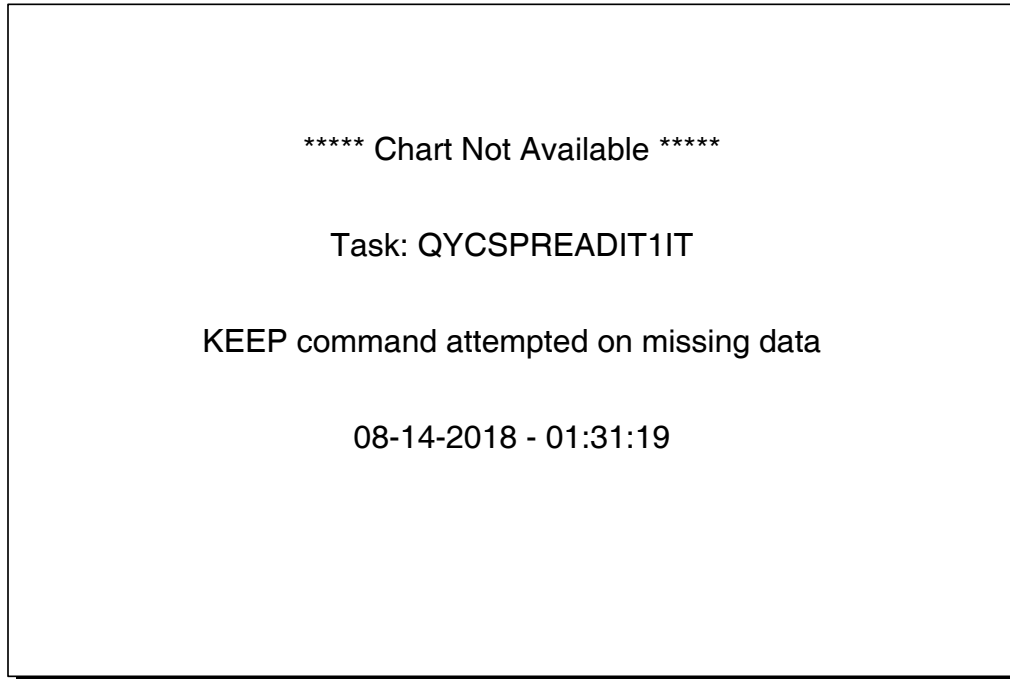 ***** Chart Not Available *****
Task: QYCSPREADIT1IT
KEEP command attempted on missing data
08-14-2018 - 01:31:19